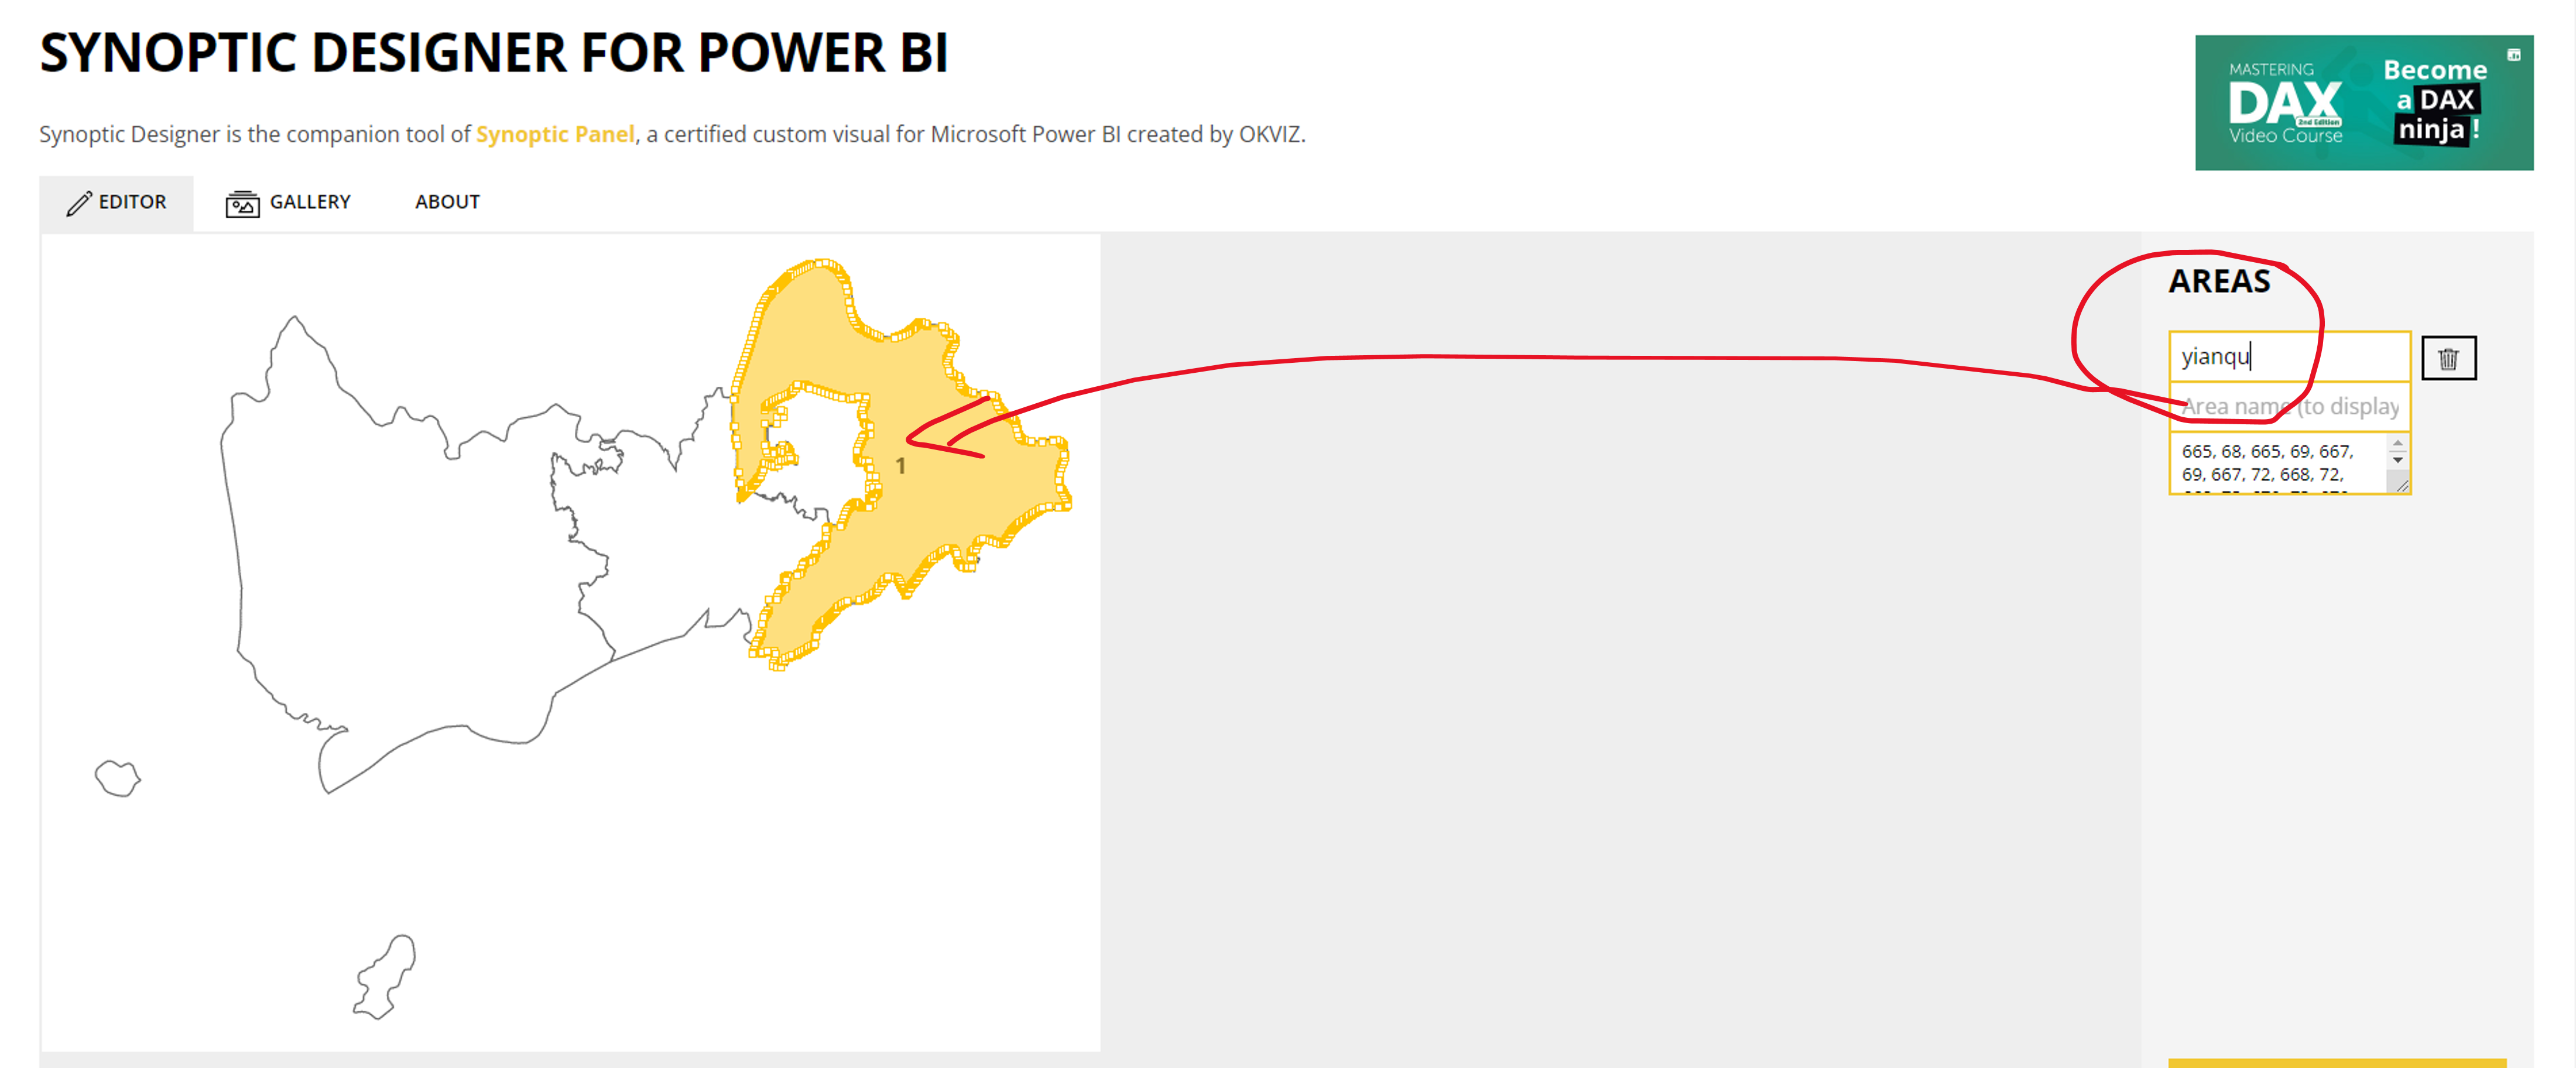 SYNOPTIC DESIGNER FOR POWER BI
Synoptic Designer is the companion tool of Synoptic Panel, a certified custom visual for Microsoft Power BI created by OKVIZ.
MASTERING
DAX
2nd Edition
Video Course
Become
a DAX
ninja !
EDITOR
GALLERY
ABOUT
AREAS
yianqu
Area name (to display
665, 68, 665, 69, 667,
69, 667, 72, 668, 72,
1